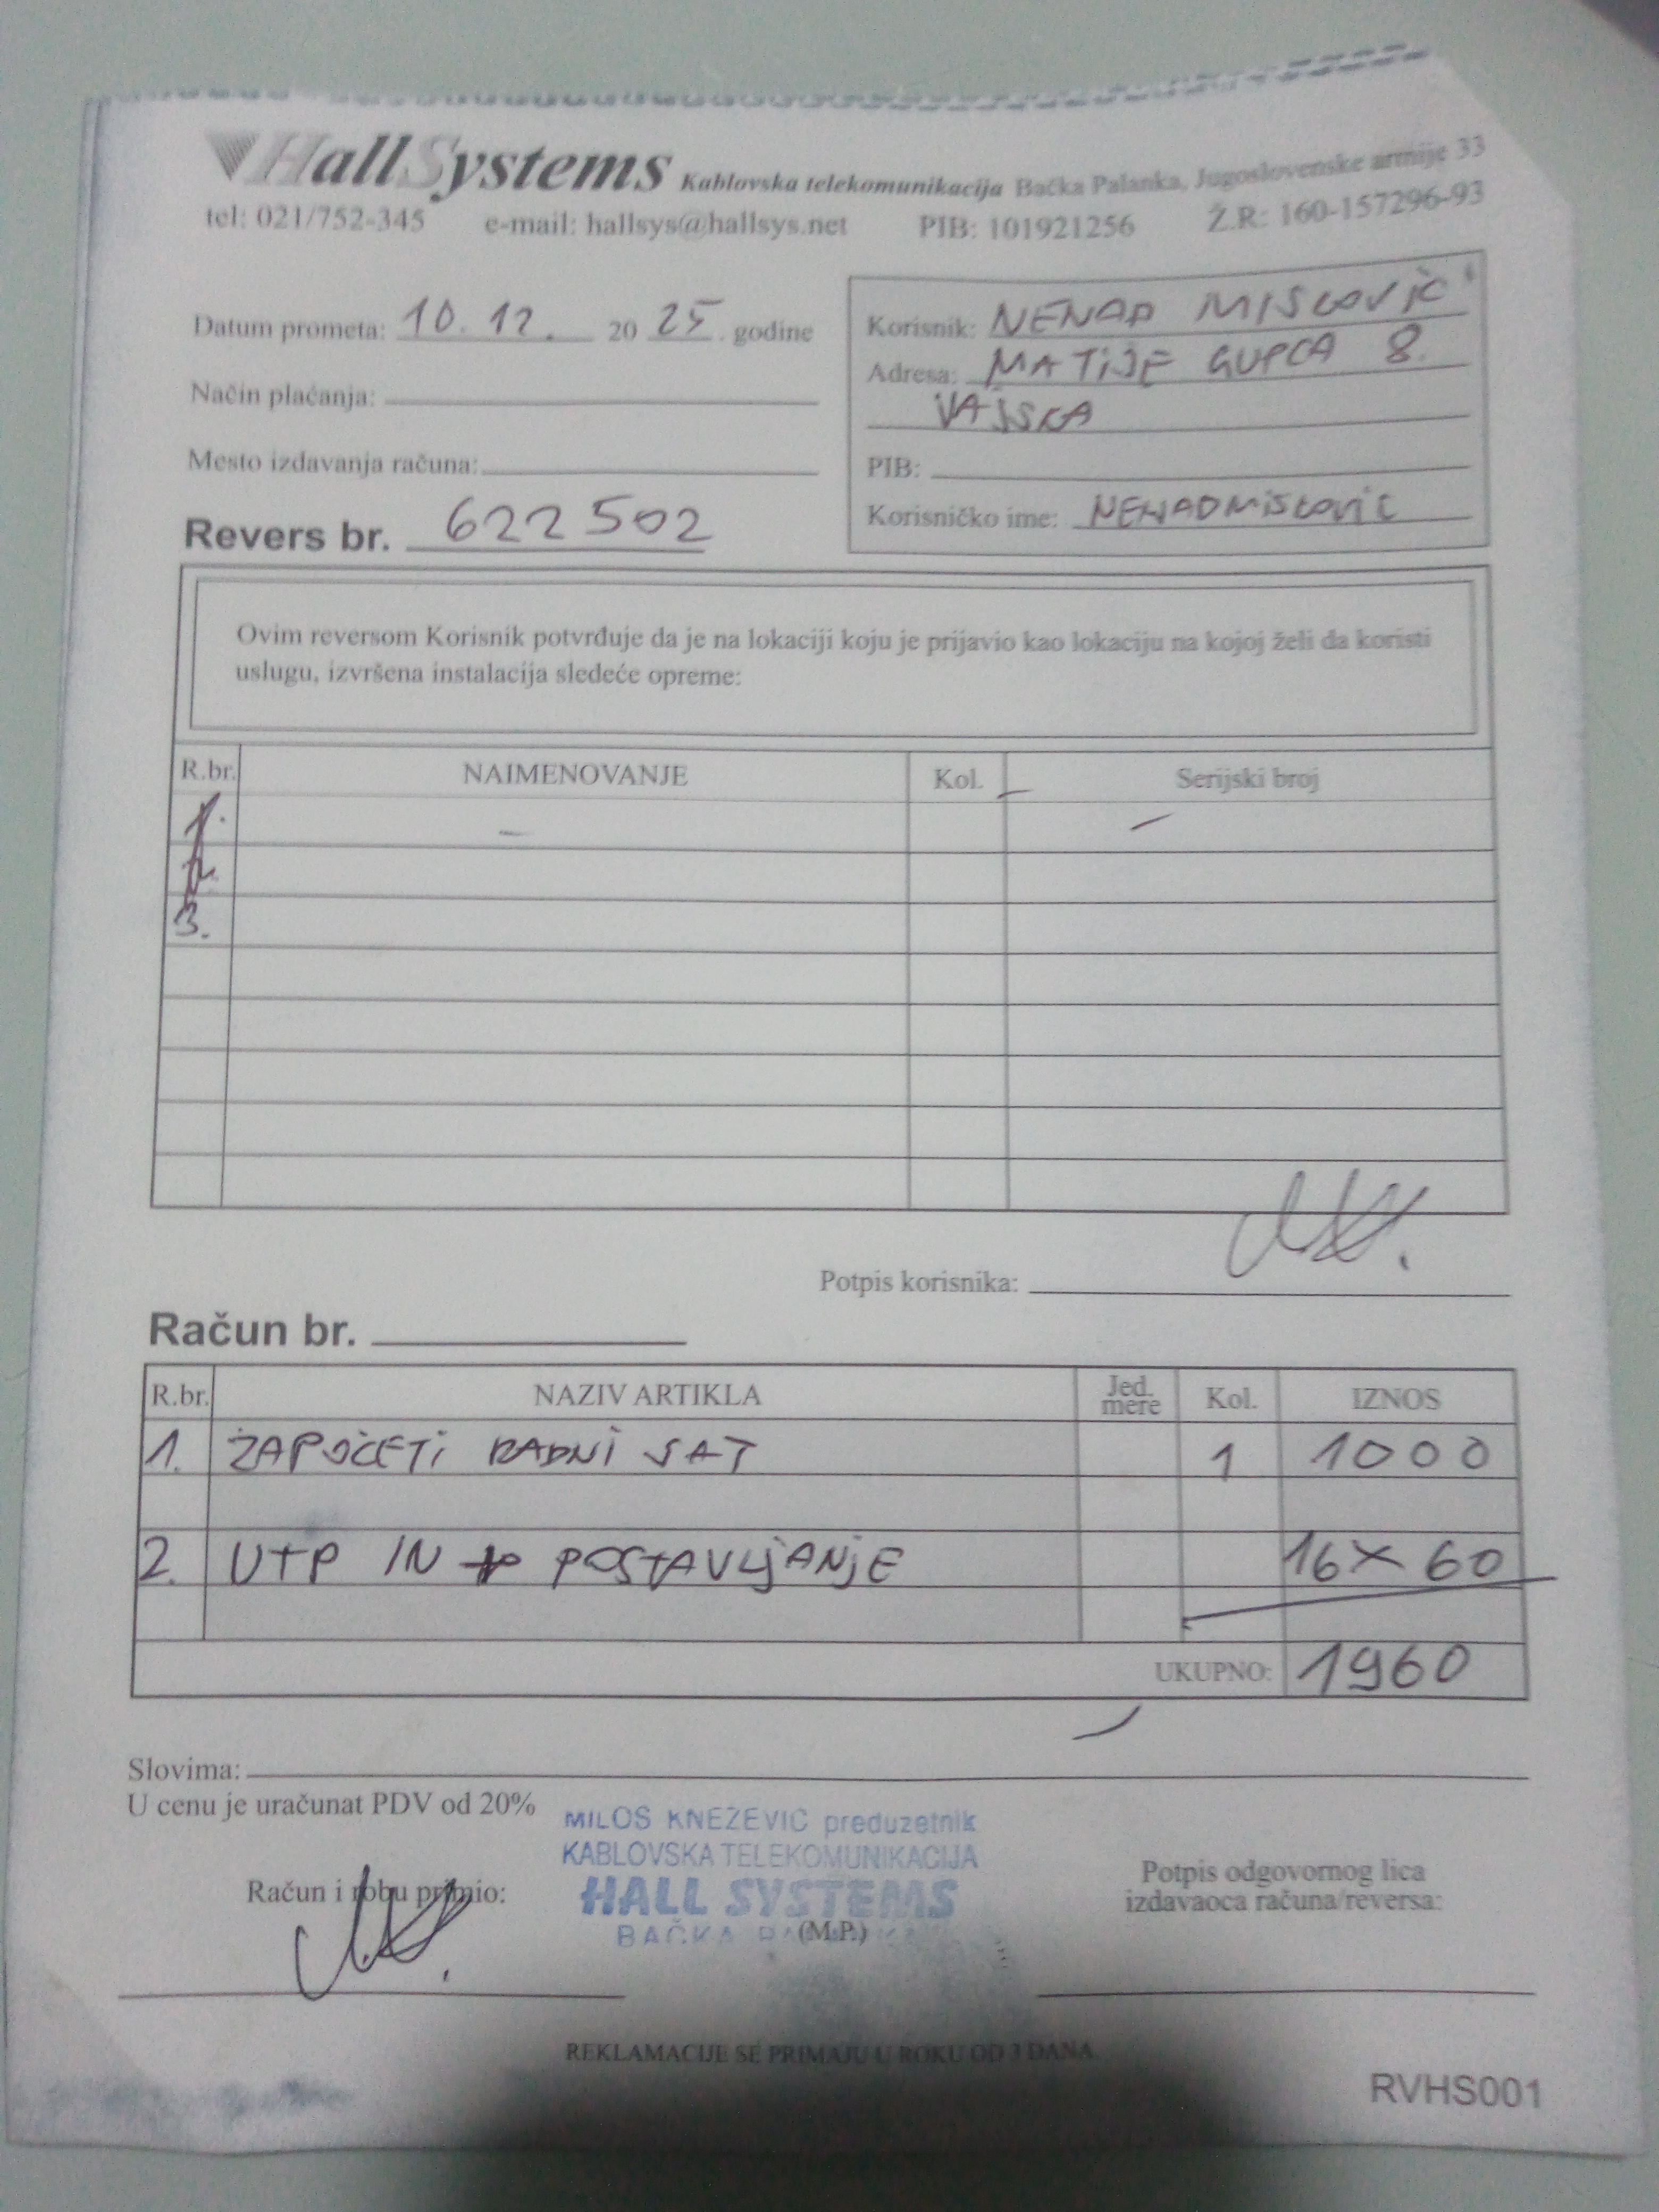 HallSystems Kablovska telekomunikacija Bačka Palanka, Jugoslovenske armije 33
tel: 021/752-345 e-mail: hallsys@hallsys.net PIB: 101921256 Ž.R: 160-157296-93
Datum prometa: 10.12. 20 25. godine
Način plaćanja:
Mesto izdavanja računa:
Revers br. 622502
Korisnik: NENAD MISLOVIĆ
Adresa: MATIJE GUPCA 8.
VAJSKA
PIB:
Korisničko ime: NENADMISLOVIC
Ovim reversom Korisnik potvrđuje da je na lokaciji koju je prijavio kao lokaciju na kojoj želi da koristi
uslugu, izvršena instalacija sledeće opreme:
R.br. NAIMENOVANJE Kol. Serijski broj
1.
2.
3.
Potpis korisnika:
Račun br.
R.br. NAZIV ARTIKLA Jed. mere Kol. IZNOS
1. ZAPOČETI RADNI SAT 1 1000
2. UTP IN POSTAVLJANJE 16X60
UKUPNO: 1960
Slovima:
U cenu je uračunat PDV od 20%
MILOS KNEZEVIC preduzetnik
KABLOVSKA TELEKOMUNIKACIJA
HALL SYSTEMS
BAČKA PALANKA
(M.P.)
Račun i robu primio:
Potpis odgovornog lica
izdavaoca računa/reversa:
REKLAMACIJE SE PRIMAJU U ROKU OD 3 DANA.
RVHS001